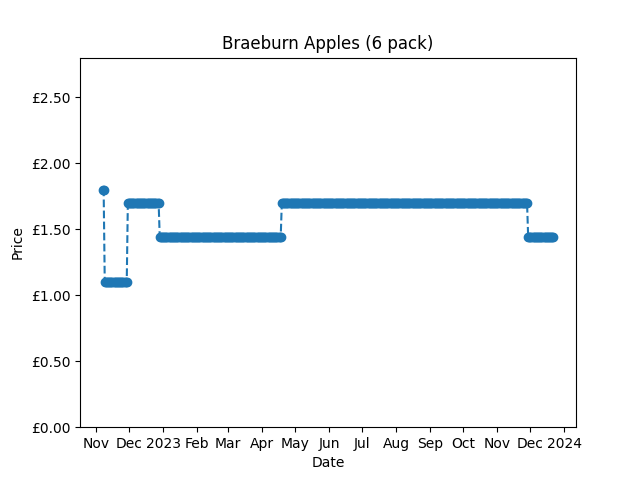 Braeburn Apples (6 pack)
£2.50
£2.00
£1.50
£1.00
£0.50
£0.00
Price
Nov Dec 2023 Feb Mar Apr May Jun Jul Aug Sep Oct Nov Dec 2024
Date